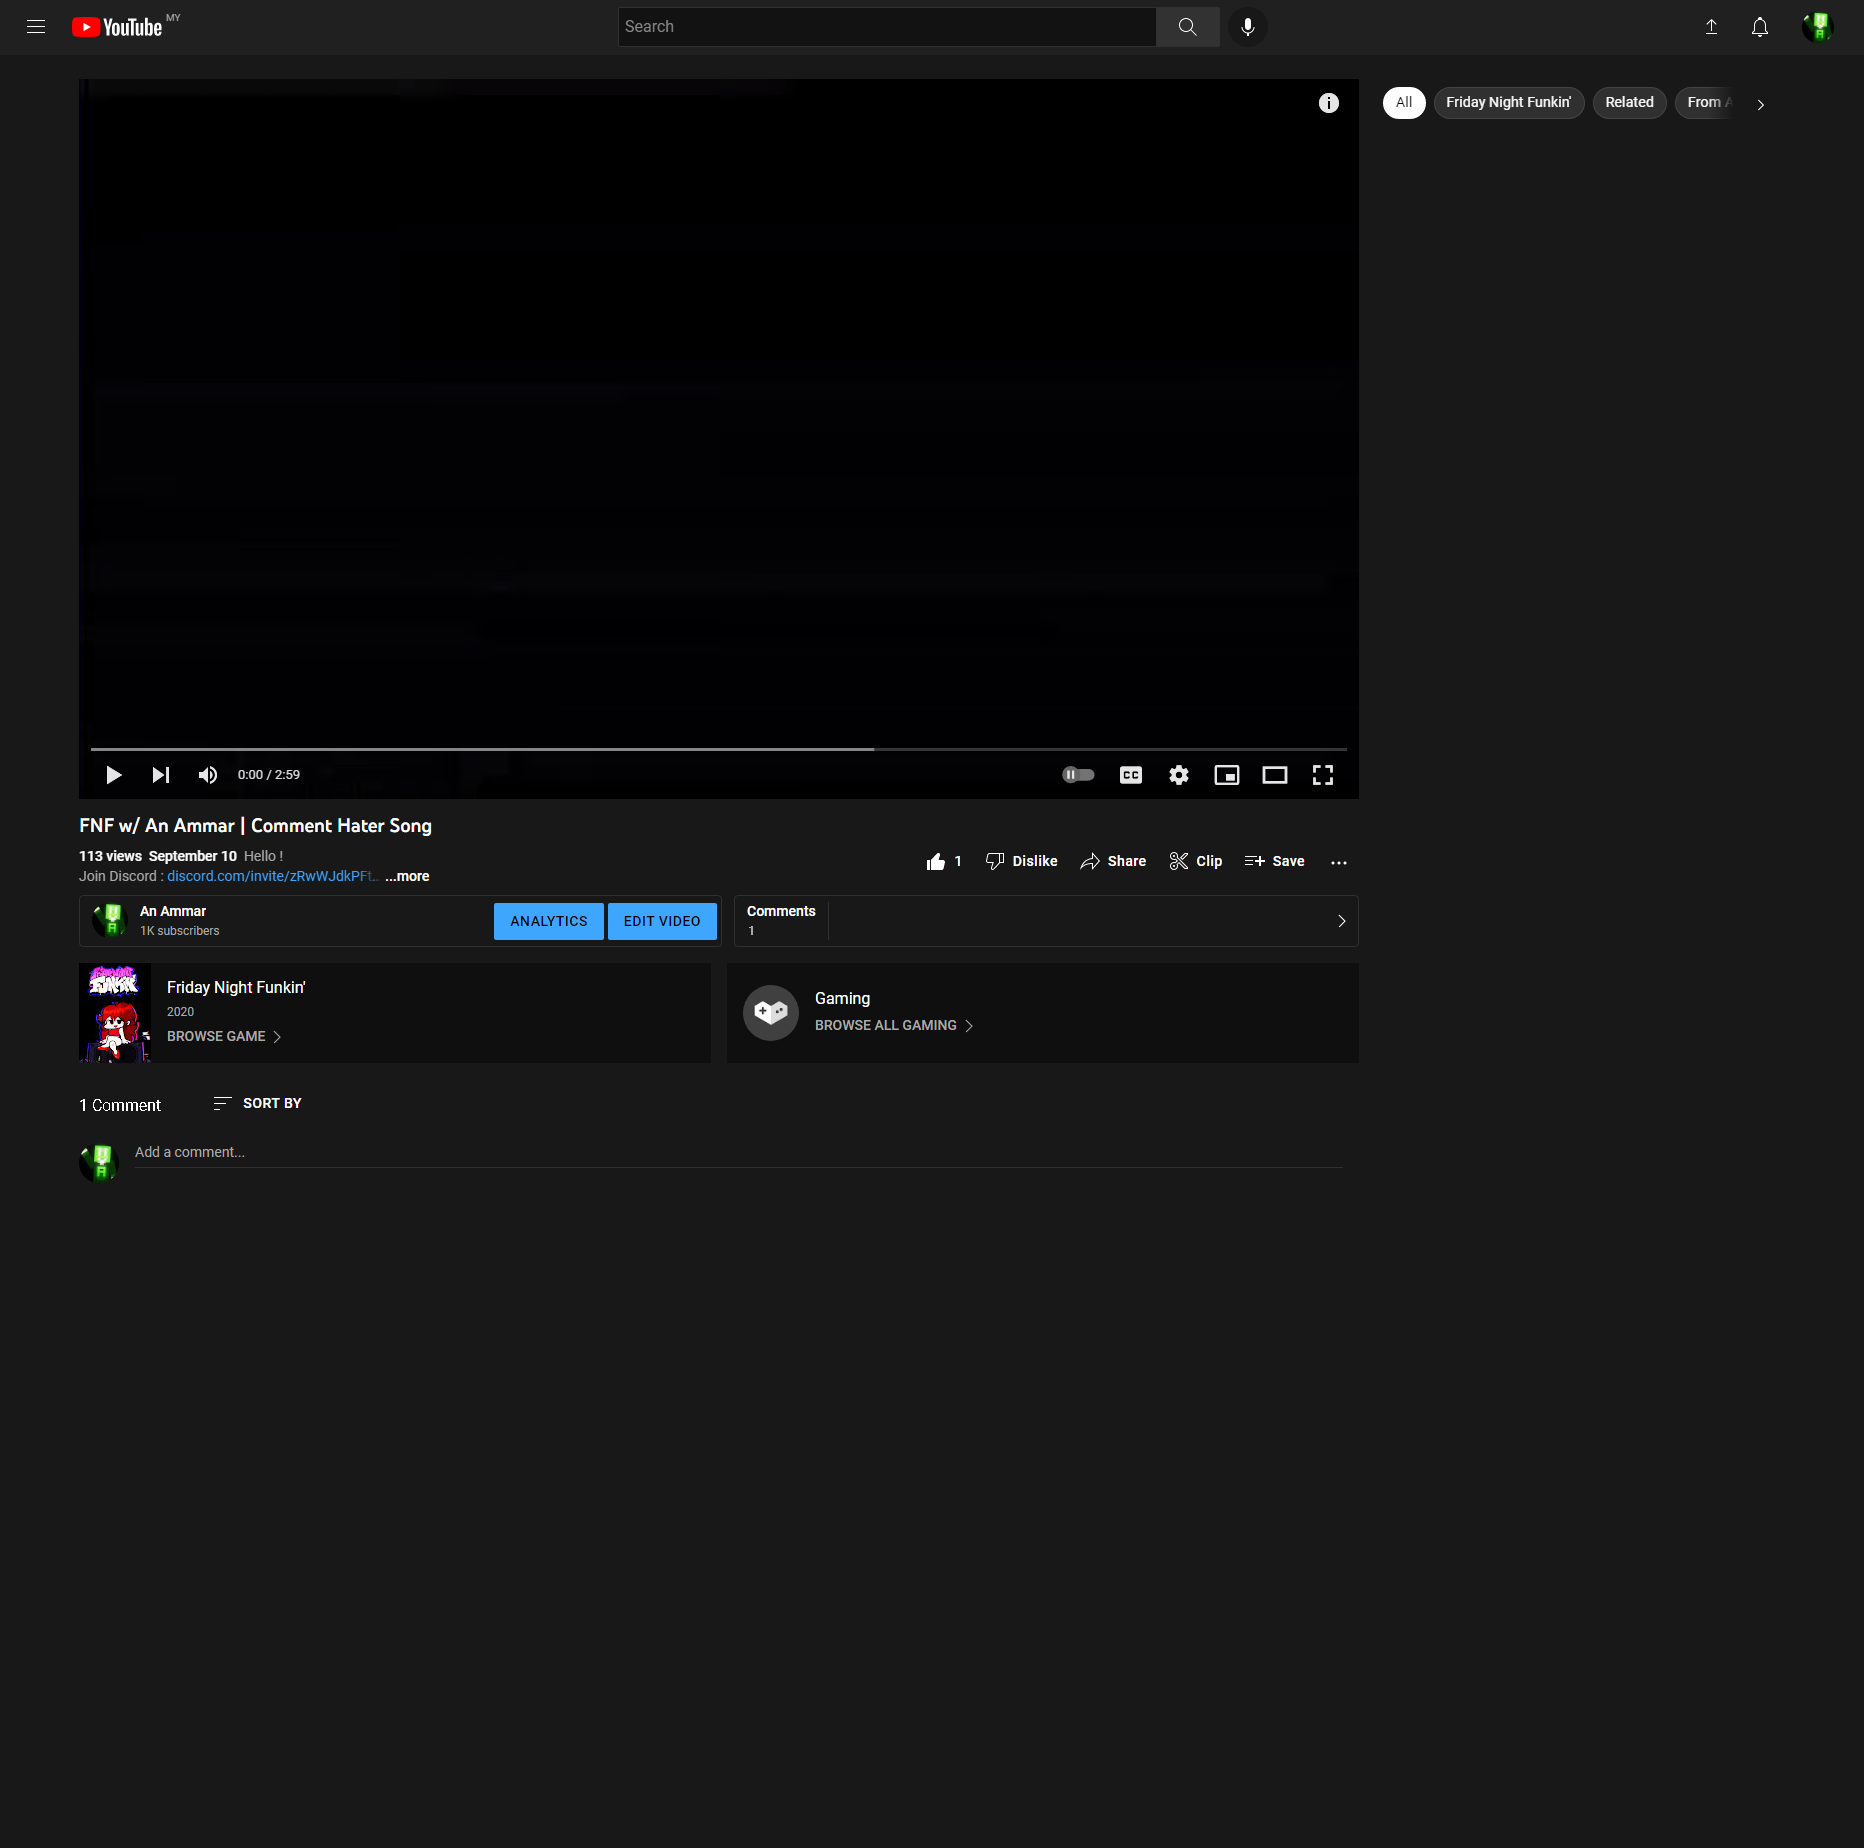 YouTube MY
Search
All
Friday Night Funkin'
Related
From A
0:00 / 2:59
CC
FNF w/ An Ammar | Comment Hater Song
113 views September 10 Hello !
Join Discord : discord.com/invite/zRwWJdkPFt... ...more
1
Dislike
Share
Clip
Save
An Ammar
1K subscribers
ANALYTICS
EDIT VIDEO
Comments
1
FUNKIN
Friday Night Funkin'
2020
BROWSE GAME
Gaming
BROWSE ALL GAMING
1 Comment
SORT BY
Add a comment...